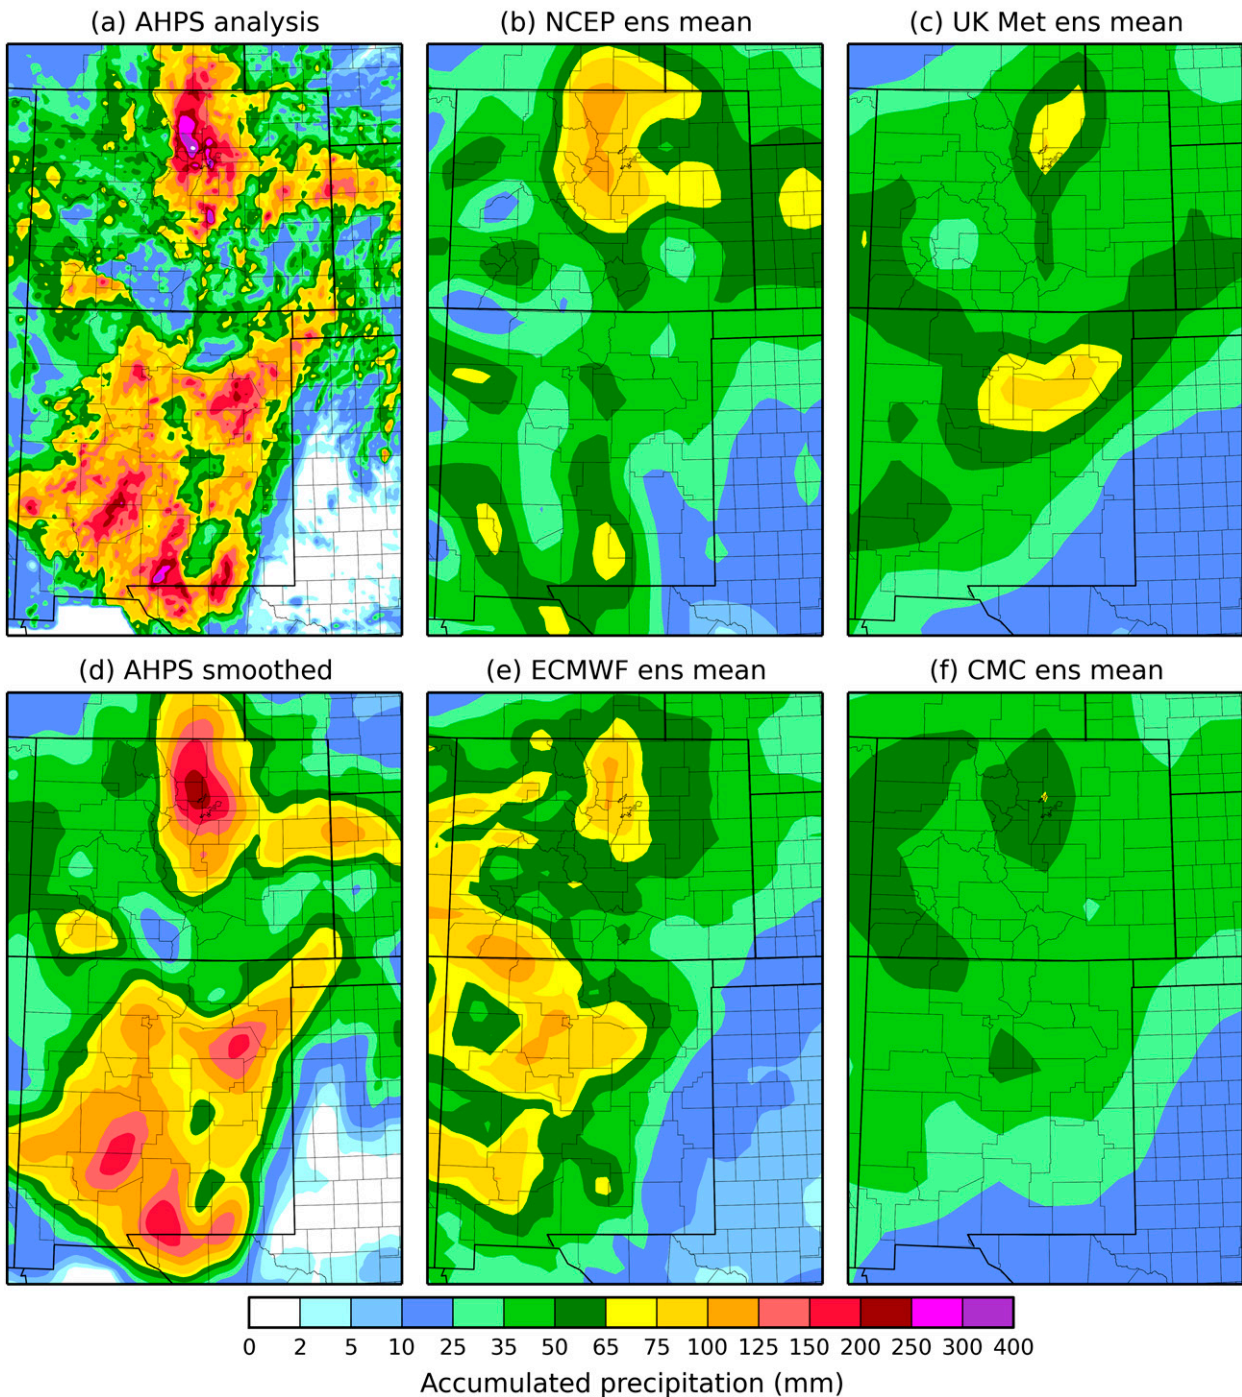 (a) AHPS analysis
(b) NCEP ens mean
(c) UK Met ens mean
(d) AHPS smoothed
(e) ECMWF ens mean
(f) CMC ens mean
0 2 5 10 25 35 50 65 75 100 125 150 200 250 300 400
Accumulated precipitation (mm)